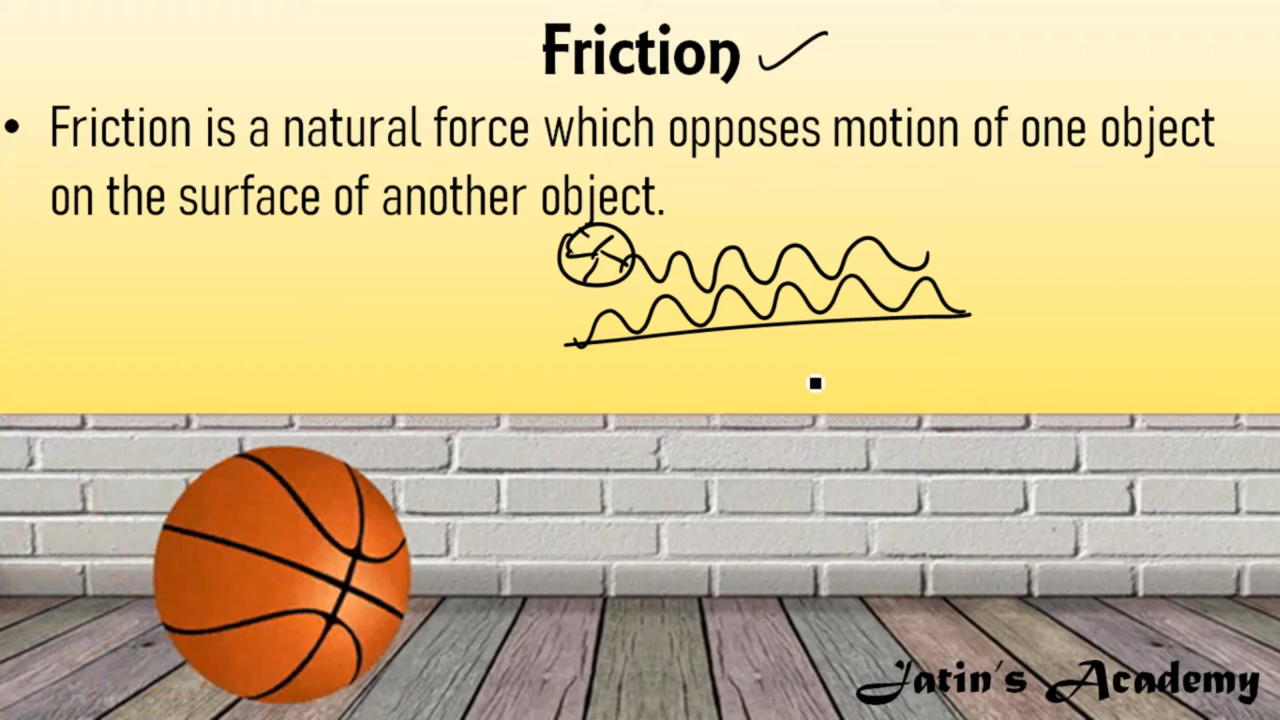 Friction
• Friction is a natural force which opposes motion of one object
on the surface of another object.
Jatin's Academy